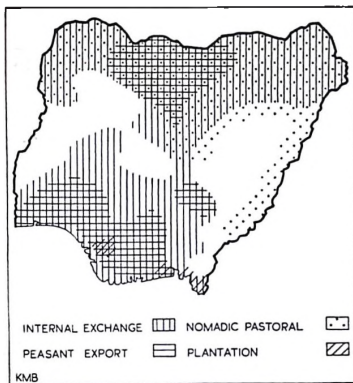 INTERNAL EXCHANGE NOMADIC PASTORAL
PEASANT EXPORT PLANTATION
KMB